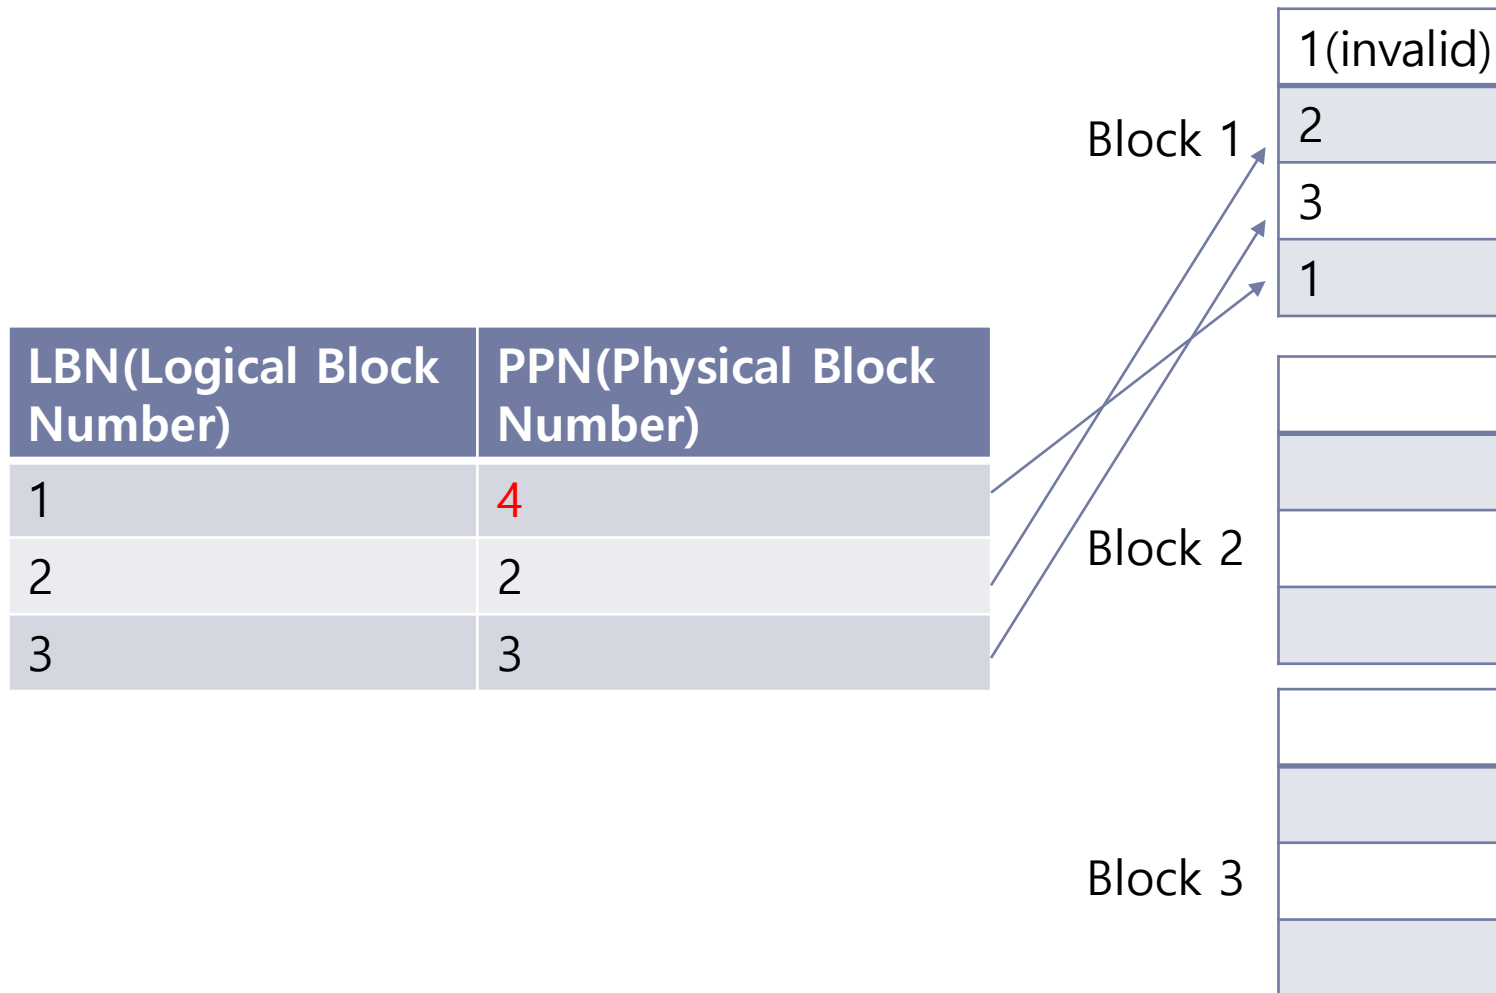 1(invalid)
Block 1
2
3
1
LBN(Logical Block
Number)
PPN(Physical Block
Number)
1
4
2
2
3
3
Block 2
Block 3